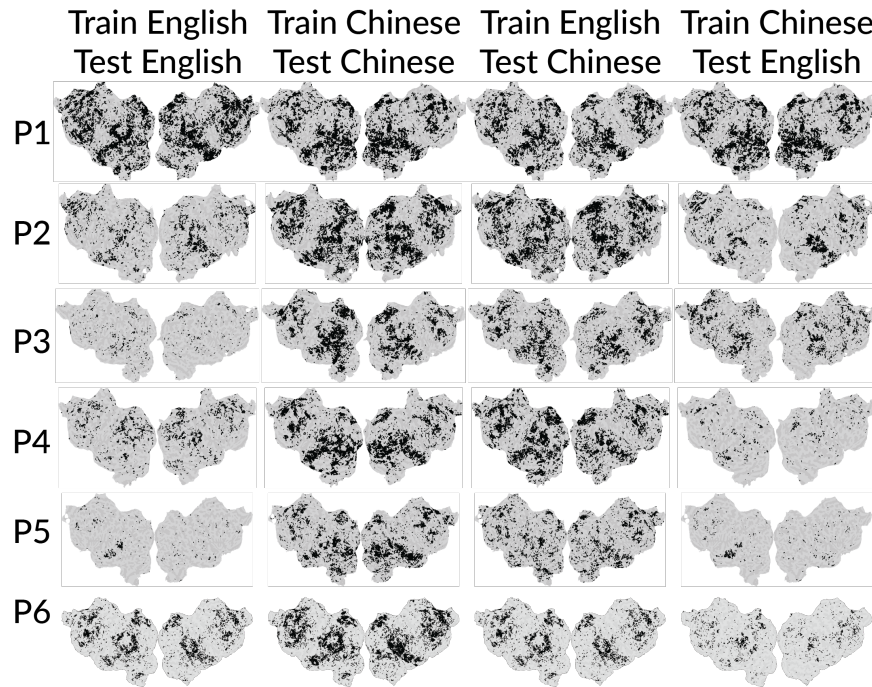 Train English Train Chinese Train English Train Chinese
Test English Test Chinese Test Chinese Test English
P1
P2
P3
P4
P5
P6